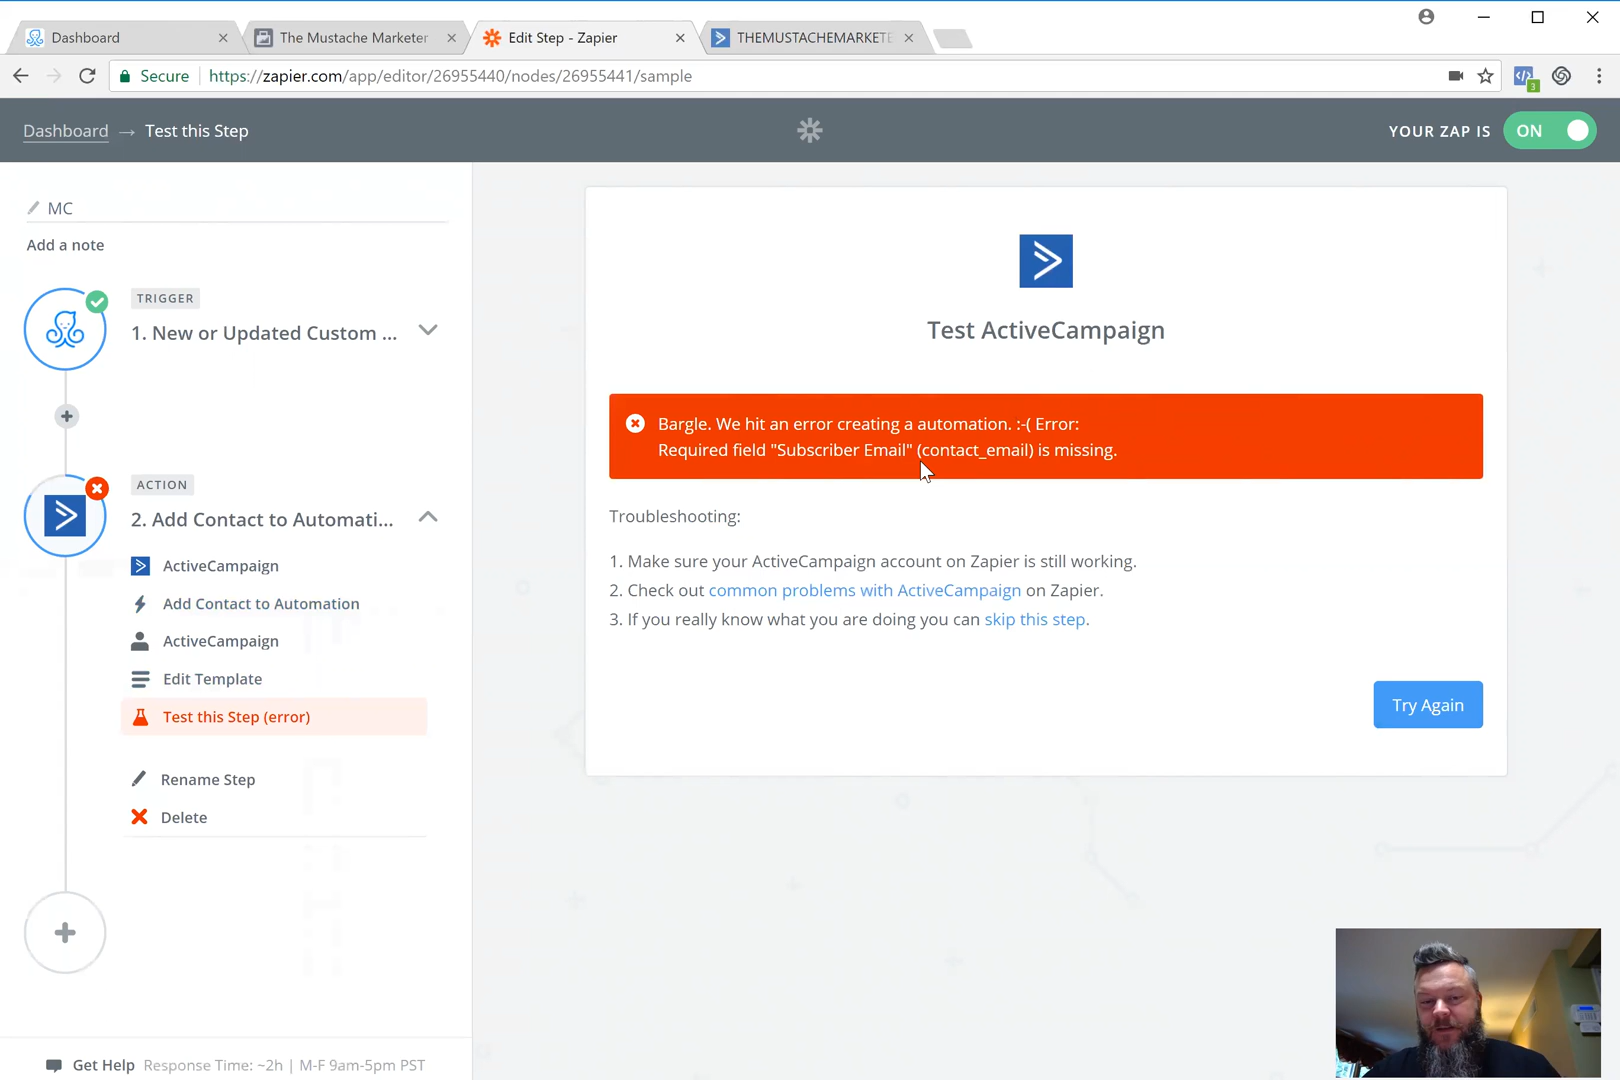 Dashboard
The Mustache Marketer
Edit Step - Zapier
THEMUSTACHEMARKETE
Secure
https://zapier.com/app/editor/26955440/nodes/26955441/sample
3
Dashboard → Test this Step
YOUR ZAP IS ON
MC
Add a note
TRIGGER
1. New or Updated Custom ...
ACTION
2. Add Contact to Automati...
ActiveCampaign
Add Contact to Automation
ActiveCampaign
Edit Template
Test this Step (error)
Rename Step
Delete
Get Help Response Time: ~2h | M-F 9am-5pm PST
Test ActiveCampaign
Bargle. We hit an error creating a automation. :-( Error:
Required field "Subscriber Email" (contact_email) is missing.
Troubleshooting:
1. Make sure your ActiveCampaign account on Zapier is still working.
2. Check out common problems with ActiveCampaign on Zapier.
3. If you really know what you are doing you can skip this step.
Try Again